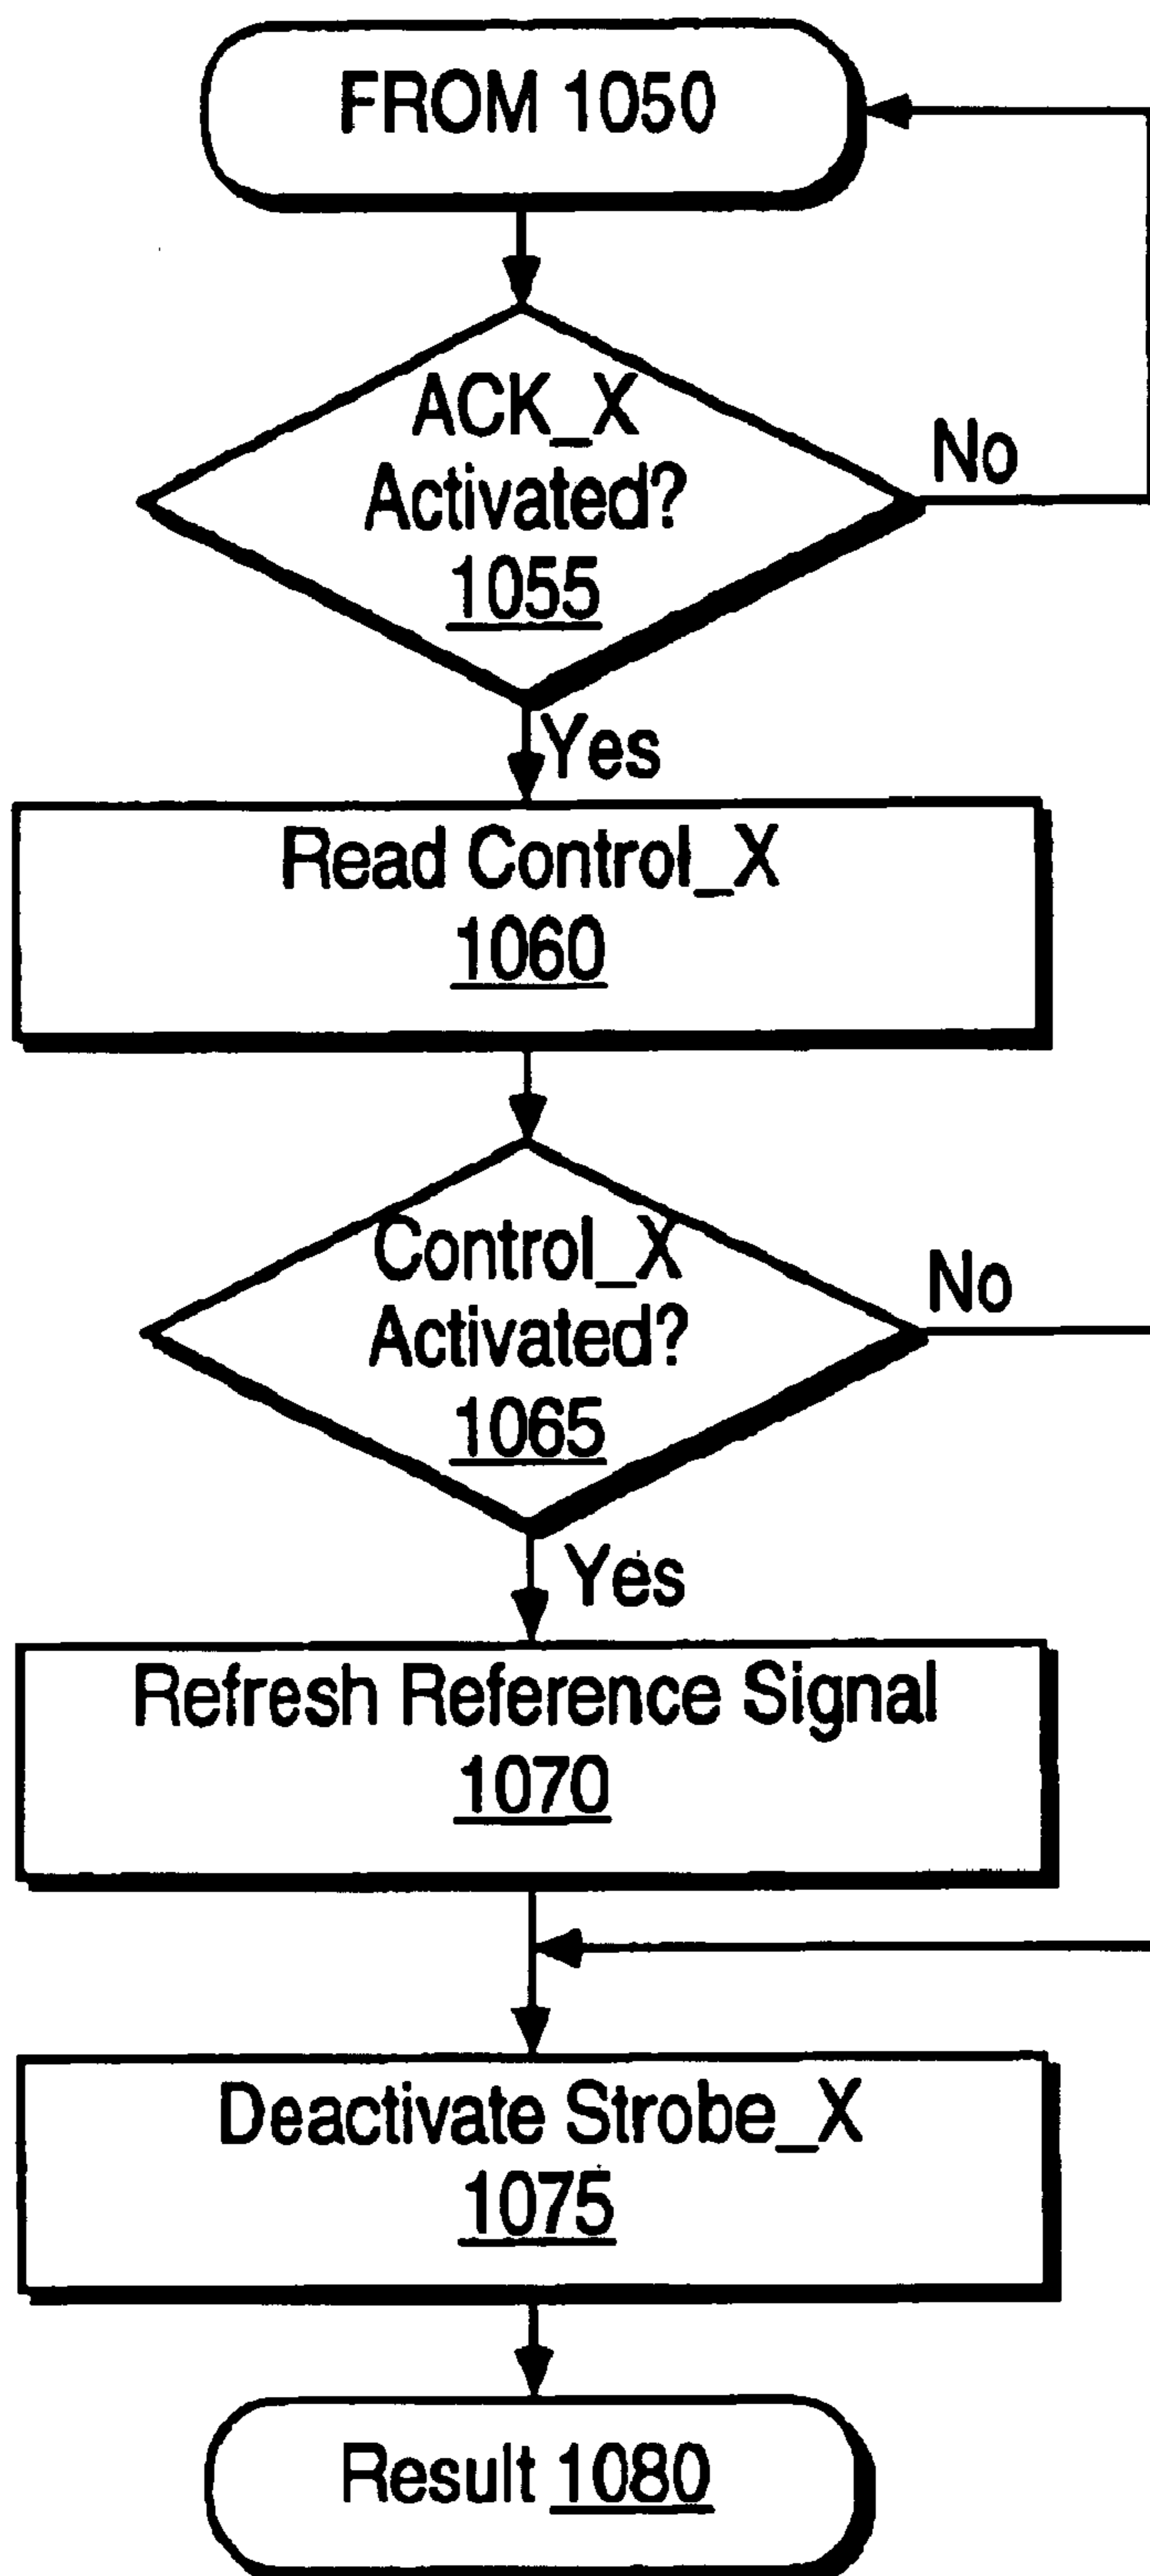 FROM 1050
ACK_X
Activated?
1055
No
Yes
Read Control_X
1060
Control_X
Activated?
1065
No
Yes
Refresh Reference Signal
1070
Deactivate Strobe_X
1075
Result 1080